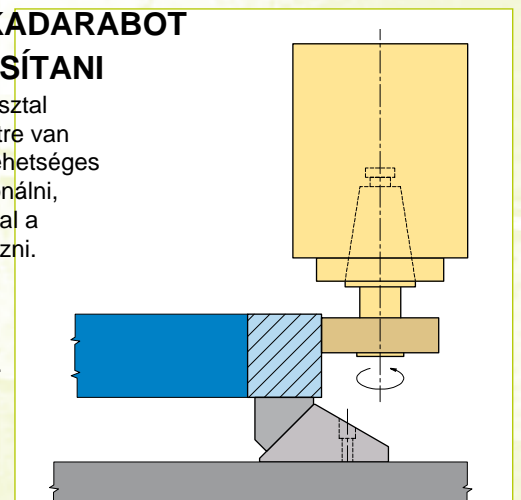 KADARABOT
SÍTANI
sztal
tre van
ehetséges
nálni,
al a
zni.